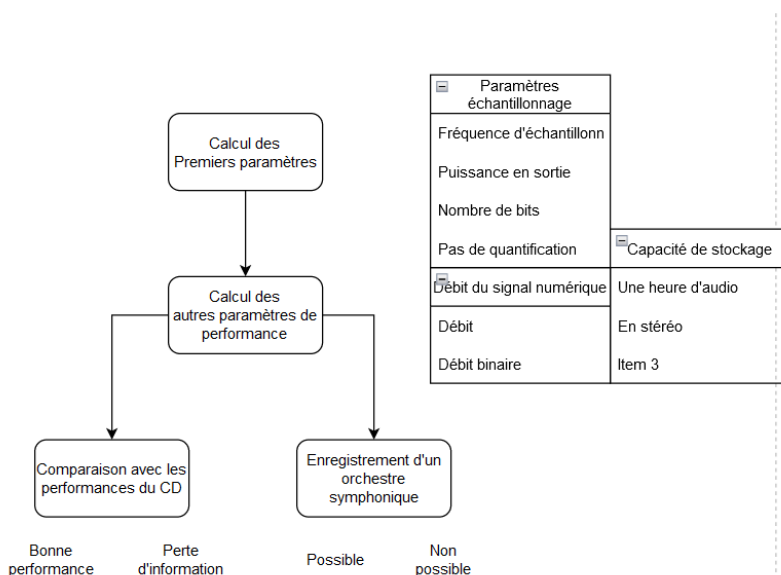 Calcul des
Premiers paramètres
Calcul des
autres paramètres de
performance
Comparaison avec les
performances du CD
Enregistrement d'un
orchestre
symphonique
Bonne
performance
Perte
d'information
Possible
Non
possible
Paramètres
échantillonnage
Fréquence d'échantillonn
Puissance en sortie
Nombre de bits
Pas de quantification
Débit du signal numérique
Débit
Débit binaire
Capacité de stockage
Une heure d'audio
En stéréo
Item 3